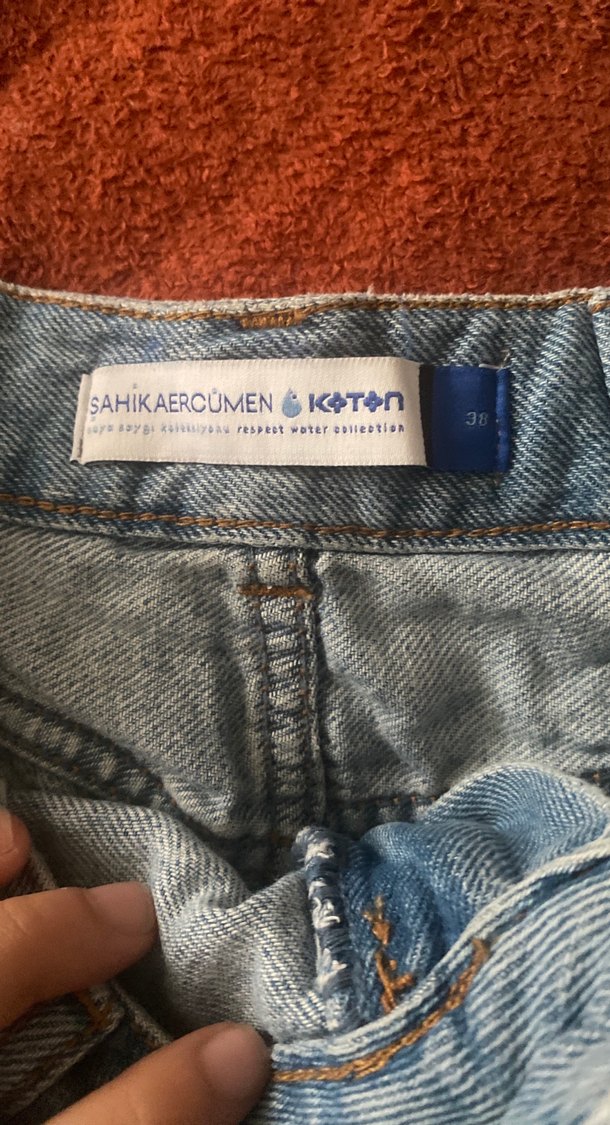 ŞAHİKAERCÜMEN KOTON
suya saygı koleksiyonu respect water collection
38